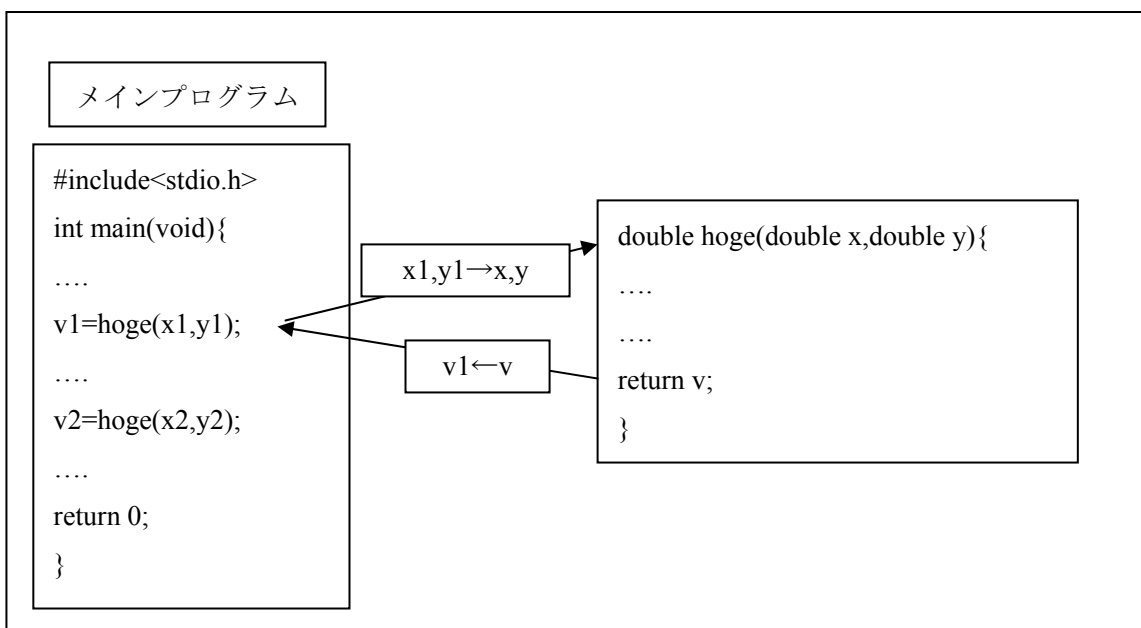 メインプログラム
#include<stdio.h>
int main(void){
….
v1=hoge(x1,y1);
….
v2=hoge(x2,y2);
….
return 0;
}
x1,y1→x,y
v1←v
double hoge(double x,double y){
….
….
return v;
}